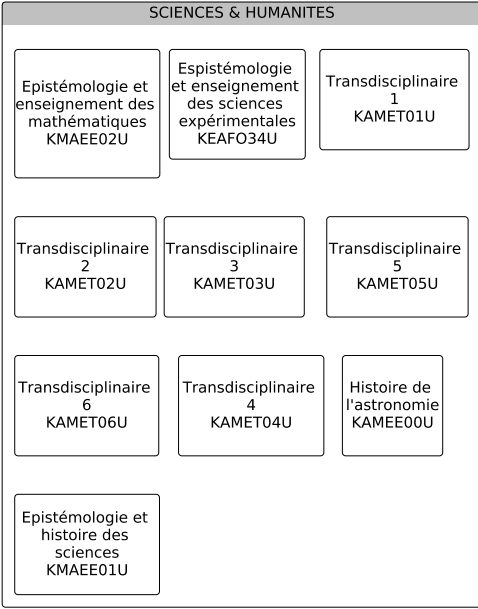 SCIENCES & HUMANITES
Epistémologie et
enseignement des
mathématiques
KMAEE02U
Espistémologie
et enseignement
des sciences
expérimentales
KEAFO34U
Transdisciplinaire
1
KAMET01U
Transdisciplinaire
2
KAMET02U
Transdisciplinaire
3
KAMET03U
Transdisciplinaire
5
KAMET05U
Transdisciplinaire
6
KAMET06U
Transdisciplinaire
4
KAMET04U
Histoire de
l'astronomie
KAMEE00U
Epistémologie et
histoire des
sciences
KMAEE01U